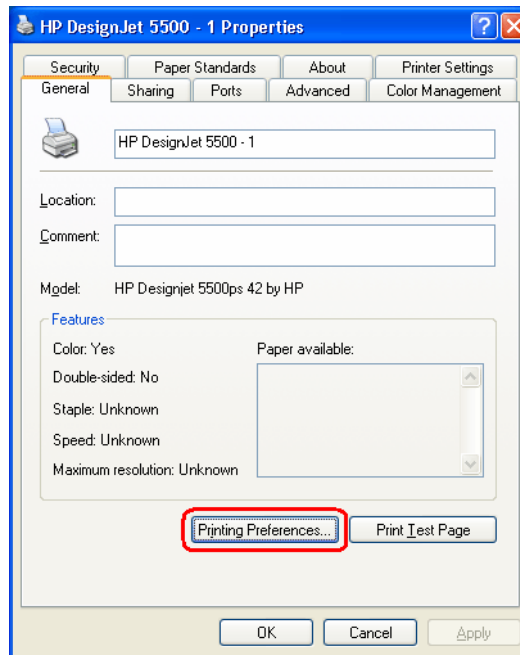 HP DesignJet 5500 - 1 Properties
Security Paper Standards About Printer Settings
General Sharing Ports Advanced Color Management
HP DesignJet 5500 - 1
Location:
Comment:
Model: HP Designjet 5500ps 42 by HP
Features
Color: Yes Paper available:
Double-sided: No
Staple: Unknown
Speed: Unknown
Maximum resolution: Unknown
Printing Preferences... Print Test Page
OK Cancel Apply